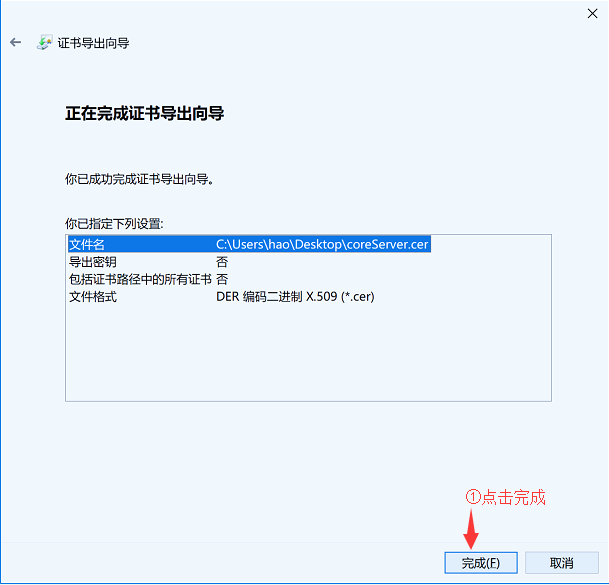 证书导出向导
正在完成证书导出向导
你已成功完成证书导出向导。
你已指定下列设置:
文件名 C:\Users\hao\Desktop\coreServer.cer
导出密钥 否
包括证书路径中的所有证书 否
文件格式 DER 编码二进制 X.509 (*.cer)
①点击完成
完成(F) 取消